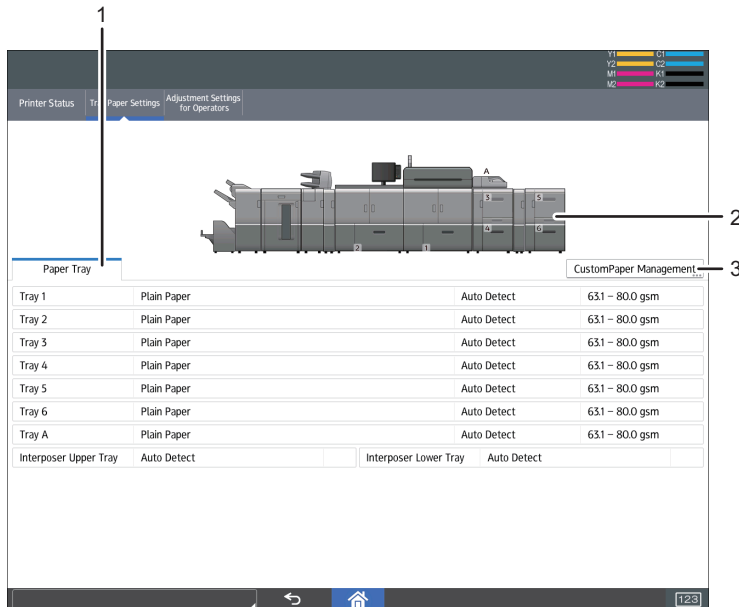 1
Y1 C1
Y2 C2
M1 K1
M2 K2
Printer Status Tray Paper Settings Adjustment Settings
for Operators
A
3 5
2
4 6
2 1
Paper Tray CustomPaper Management... 3
Tray 1 Plain Paper Auto Detect 63.1 – 80.0 gsm
Tray 2 Plain Paper Auto Detect 63.1 – 80.0 gsm
Tray 3 Plain Paper Auto Detect 63.1 – 80.0 gsm
Tray 4 Plain Paper Auto Detect 63.1 – 80.0 gsm
Tray 5 Plain Paper Auto Detect 63.1 – 80.0 gsm
Tray 6 Plain Paper Auto Detect 63.1 – 80.0 gsm
Tray A Plain Paper Auto Detect 63.1 – 80.0 gsm
Interposer Upper Tray Auto Detect Interposer Lower Tray Auto Detect
123